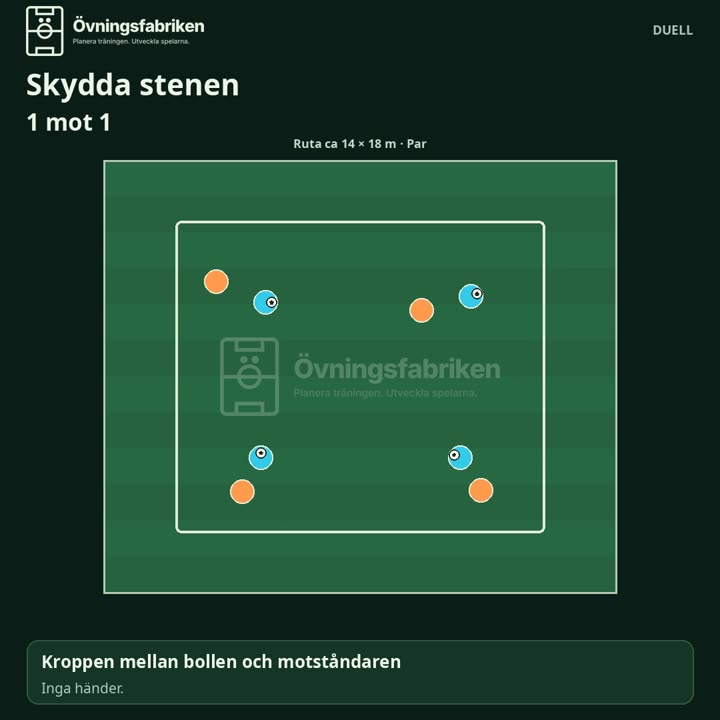 Övningsfabriken
Planera träningen. Utveckla spelarna.
DUELL
Skydda stenen
1 mot 1
Ruta ca 14 × 18 m · Par
Övningsfabriken
Planera träningen. Utveckla spelarna.
Kroppen mellan bollen och motståndaren
Inga händer.